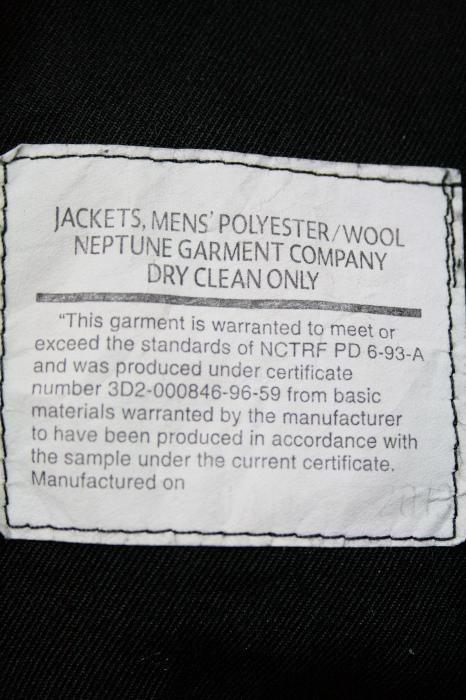 JACKETS, MENS' POLYESTER/WOOL
NEPTUNE GARMENT COMPANY
DRY CLEAN ONLY
"This garment is warranted to meet or
exceed the standards of NCTRF PD 6-93-A
and was produced under certificate
number 3D2-000846-96-59 from basic
materials warranted by the manufacturer
to have been produced in accordance with
the sample under the current certificate.
Manufactured on